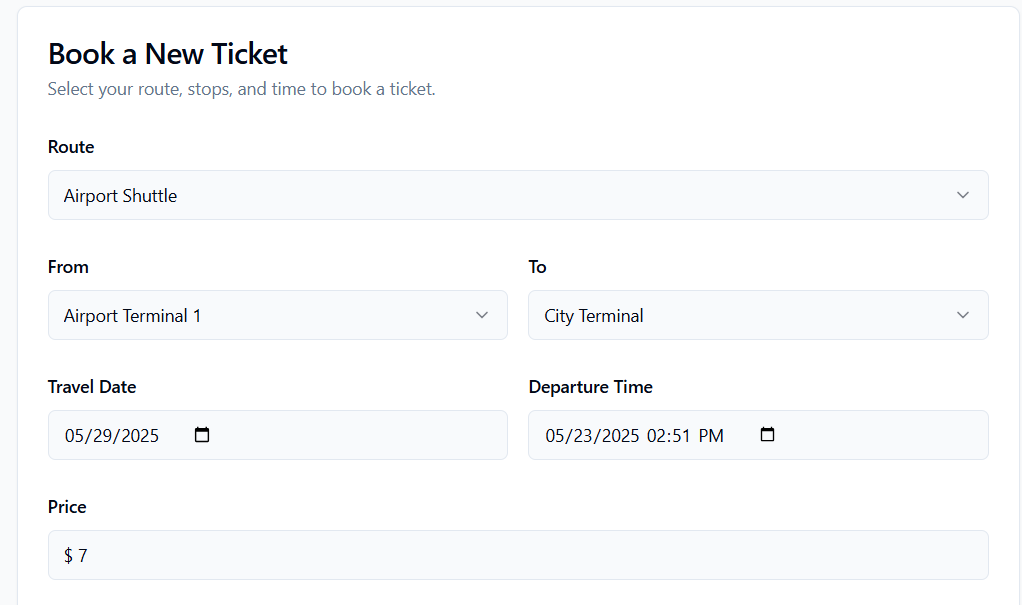 Book a New Ticket
Select your route, stops, and time to book a ticket.
Route
Airport Shuttle
From
To
Airport Terminal 1
City Terminal
Travel Date
Departure Time
05/29/2025
05/23/2025 02:51 PM
Price
$ 7